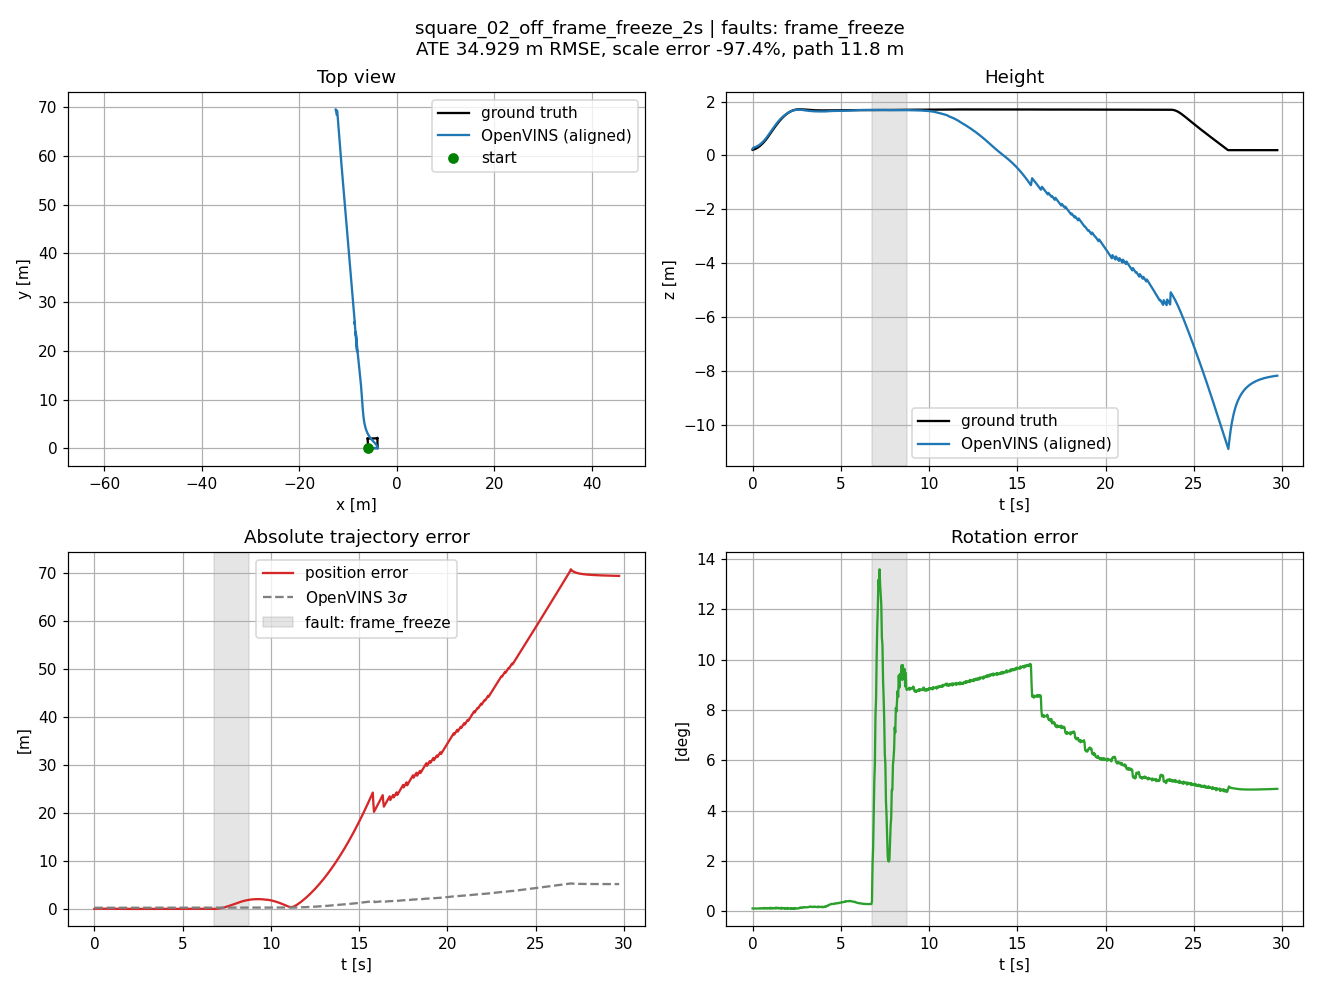 square_02_off_frame_freeze_2s | faults: frame_freeze
ATE 34.929 m RMSE, scale error -97.4%, path 11.8 m
Top view
ground truth
OpenVINS (aligned)
start
70
60
50
40
30
20
10
0
y [m]
−60
−40
−20
0
20
40
x [m]
Height
2
0
−2
−4
−6
−8
−10
z [m]
ground truth
OpenVINS (aligned)
0
5
10
15
20
25
30
t [s]
Absolute trajectory error
position error
OpenVINS 3σ
fault: frame_freeze
70
60
50
40
30
20
10
0
[m]
0
5
10
15
20
25
30
t [s]
Rotation error
14
12
10
8
6
4
2
0
[deg]
0
5
10
15
20
25
30
t [s]